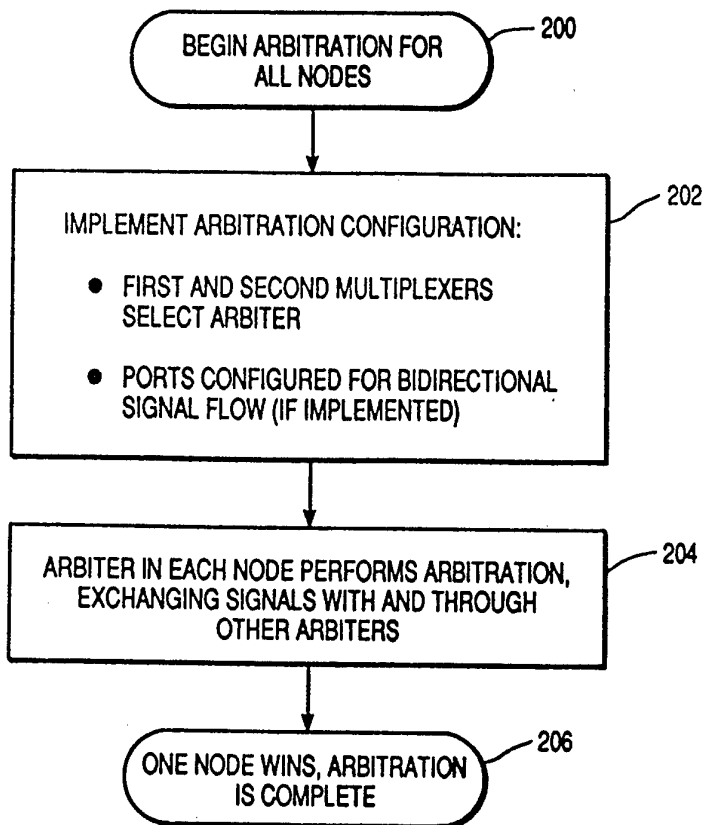 BEGIN ARBITRATION FOR
ALL NODES
200
202
IMPLEMENT ARBITRATION CONFIGURATION:
● FIRST AND SECOND MULTIPLEXERS
SELECT ARBITER
● PORTS CONFIGURED FOR BIDIRECTIONAL
SIGNAL FLOW (IF IMPLEMENTED)
204
ARBITER IN EACH NODE PERFORMS ARBITRATION,
EXCHANGING SIGNALS WITH AND THROUGH
OTHER ARBITERS
206
ONE NODE WINS, ARBITRATION
IS COMPLETE